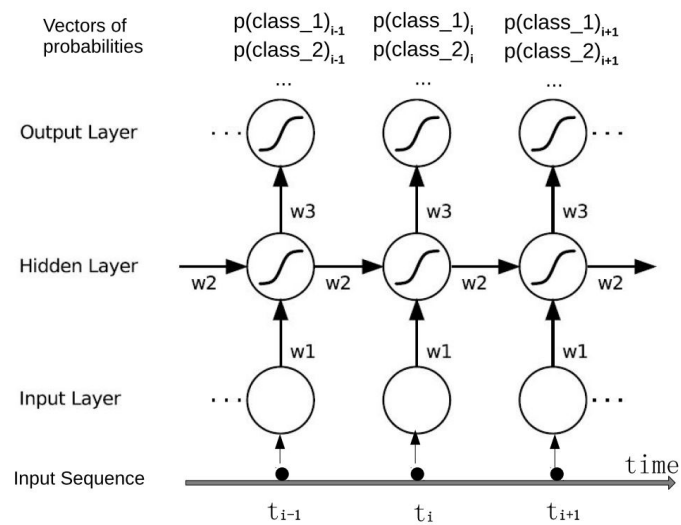 Vectors of probabilities
p(class_1)i-1 p(class_1)i p(class_1)i+1
p(class_2)i-1 p(class_2)i p(class_2)i+1
... ... ...
Output Layer ... ...
w3 w3 w3
Hidden Layer
w2 w2 w2 w2
w1 w1 w1
Input Layer ... ...
Input Sequence time
ti-1 ti ti+1